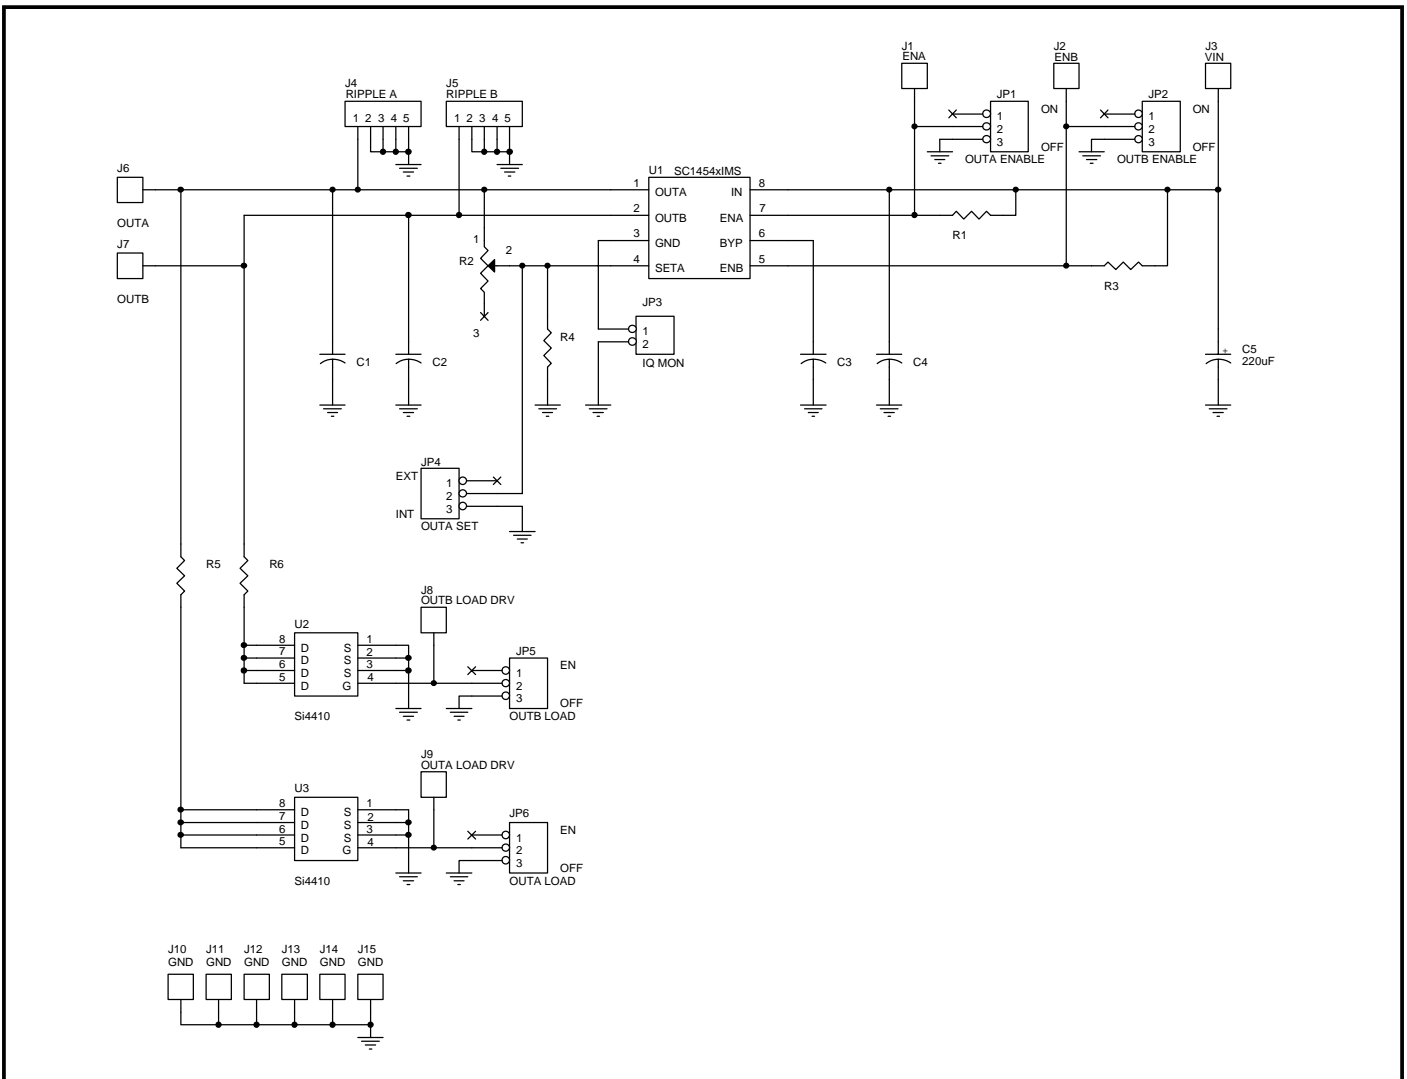 J1
ENA
J2
ENB
J3
VIN
J4
RIPPLE A
1 2 3 4 5
J5
RIPPLE B
1 2 3 4 5
JP1
1
2
3
ON
OFF
OUTA ENABLE
JP2
1
2
3
ON
OFF
OUTB ENABLE
J6
OUTA
J7
OUTB
U1 SC1454xIMS
1 OUTA IN 8
2 OUTB ENA 7
3 GND BYP 6
4 SETA ENB 5
R1
R3
1
R2
2
3
R4
JP3
1
2
IQ MON
C1
C2
C3
C4
+
C5
220uF
JP4
EXT
1
2
3
INT
OUTA SET
R5
R6
J8
OUTB LOAD DRV
U2
8 D S 1
7 D S 2
6 D S 3
5 D G 4
Si4410
JP5
1
2
3
EN
OFF
OUTB LOAD
J9
OUTA LOAD DRV
U3
8 D S 1
7 D S 2
6 D S 3
5 D G 4
Si4410
JP6
1
2
3
EN
OFF
OUTA LOAD
J10 J11 J12 J13 J14 J15
GND GND GND GND GND GND